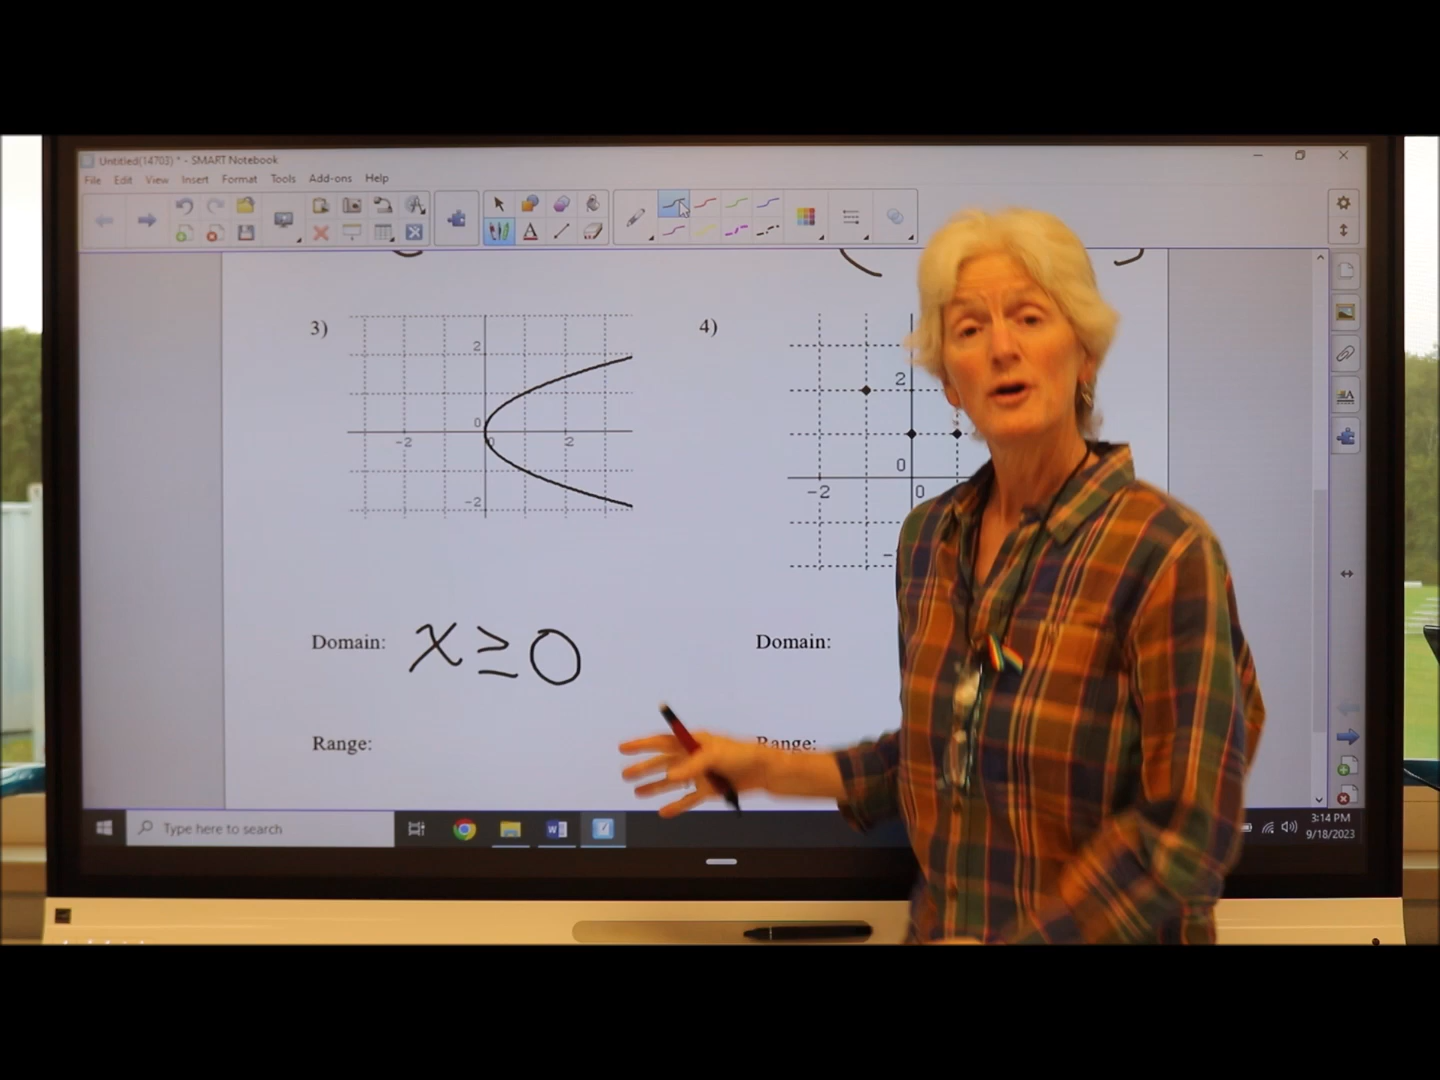 Untitled(14703) * - SMART Notebook
File Edit View Insert Format Tools Add-ons Help
3)
4)
2
0
-2
0
2
-2
2
0
-2
0
-
Domain: x ≥ 0
Domain:
Range:
Range:
Type here to search
3:14 PM
9/18/2023